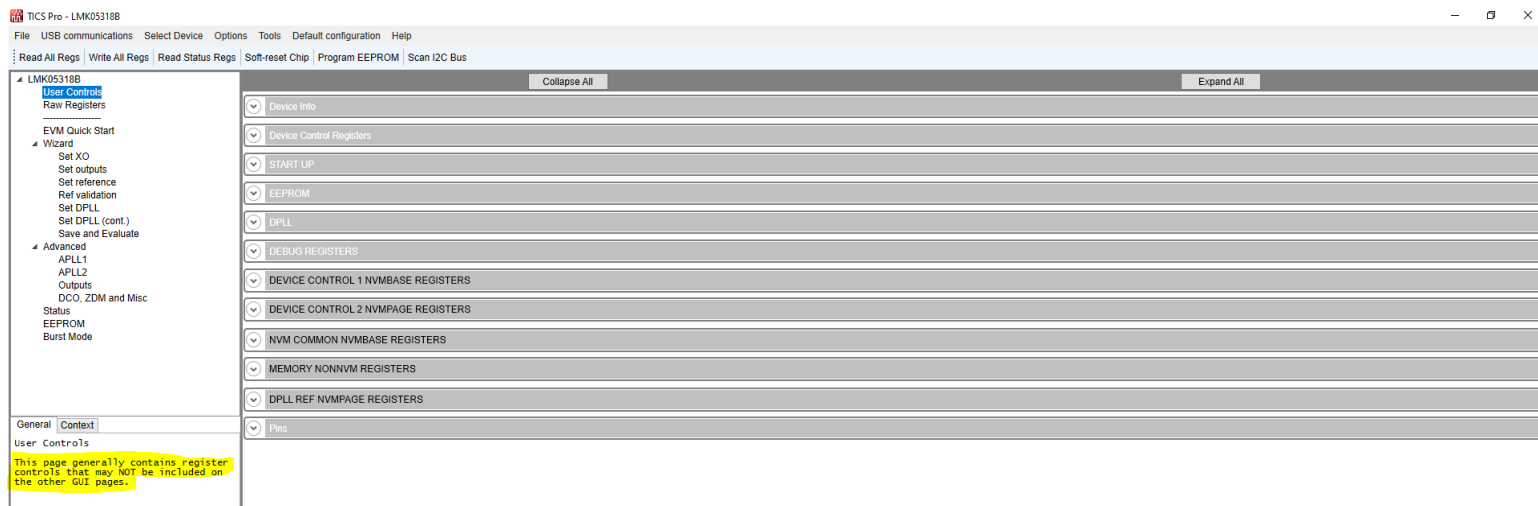 TICS Pro - LMK05318B
File USB communications Select Device Options Tools Default configuration Help
Read All Regs Write All Regs Read Status Regs Soft-reset Chip Program EEPROM Scan I2C Bus
LMK05318B
User Controls
Raw Registers
------------------
EVM Quick Start
Wizard
Set XO
Set outputs
Set reference
Ref validation
Set DPLL
Set DPLL (cont.)
Save and Evaluate
Advanced
APLL1
APLL2
Outputs
DCO, ZDM and Misc
Status
EEPROM
Burst Mode
General Context
User Controls
This page generally contains register
controls that may NOT be included on
the other GUI pages.
Collapse All Expand All
Device Info
Device Control Registers
START UP
EEPROM
DPLL
DEBUG REGISTERS
DEVICE CONTROL 1 NVMBASE REGISTERS
DEVICE CONTROL 2 NVMPAGE REGISTERS
NVM COMMON NVMBASE REGISTERS
MEMORY NONNVM REGISTERS
DPLL REF NVMPAGE REGISTERS
Pins